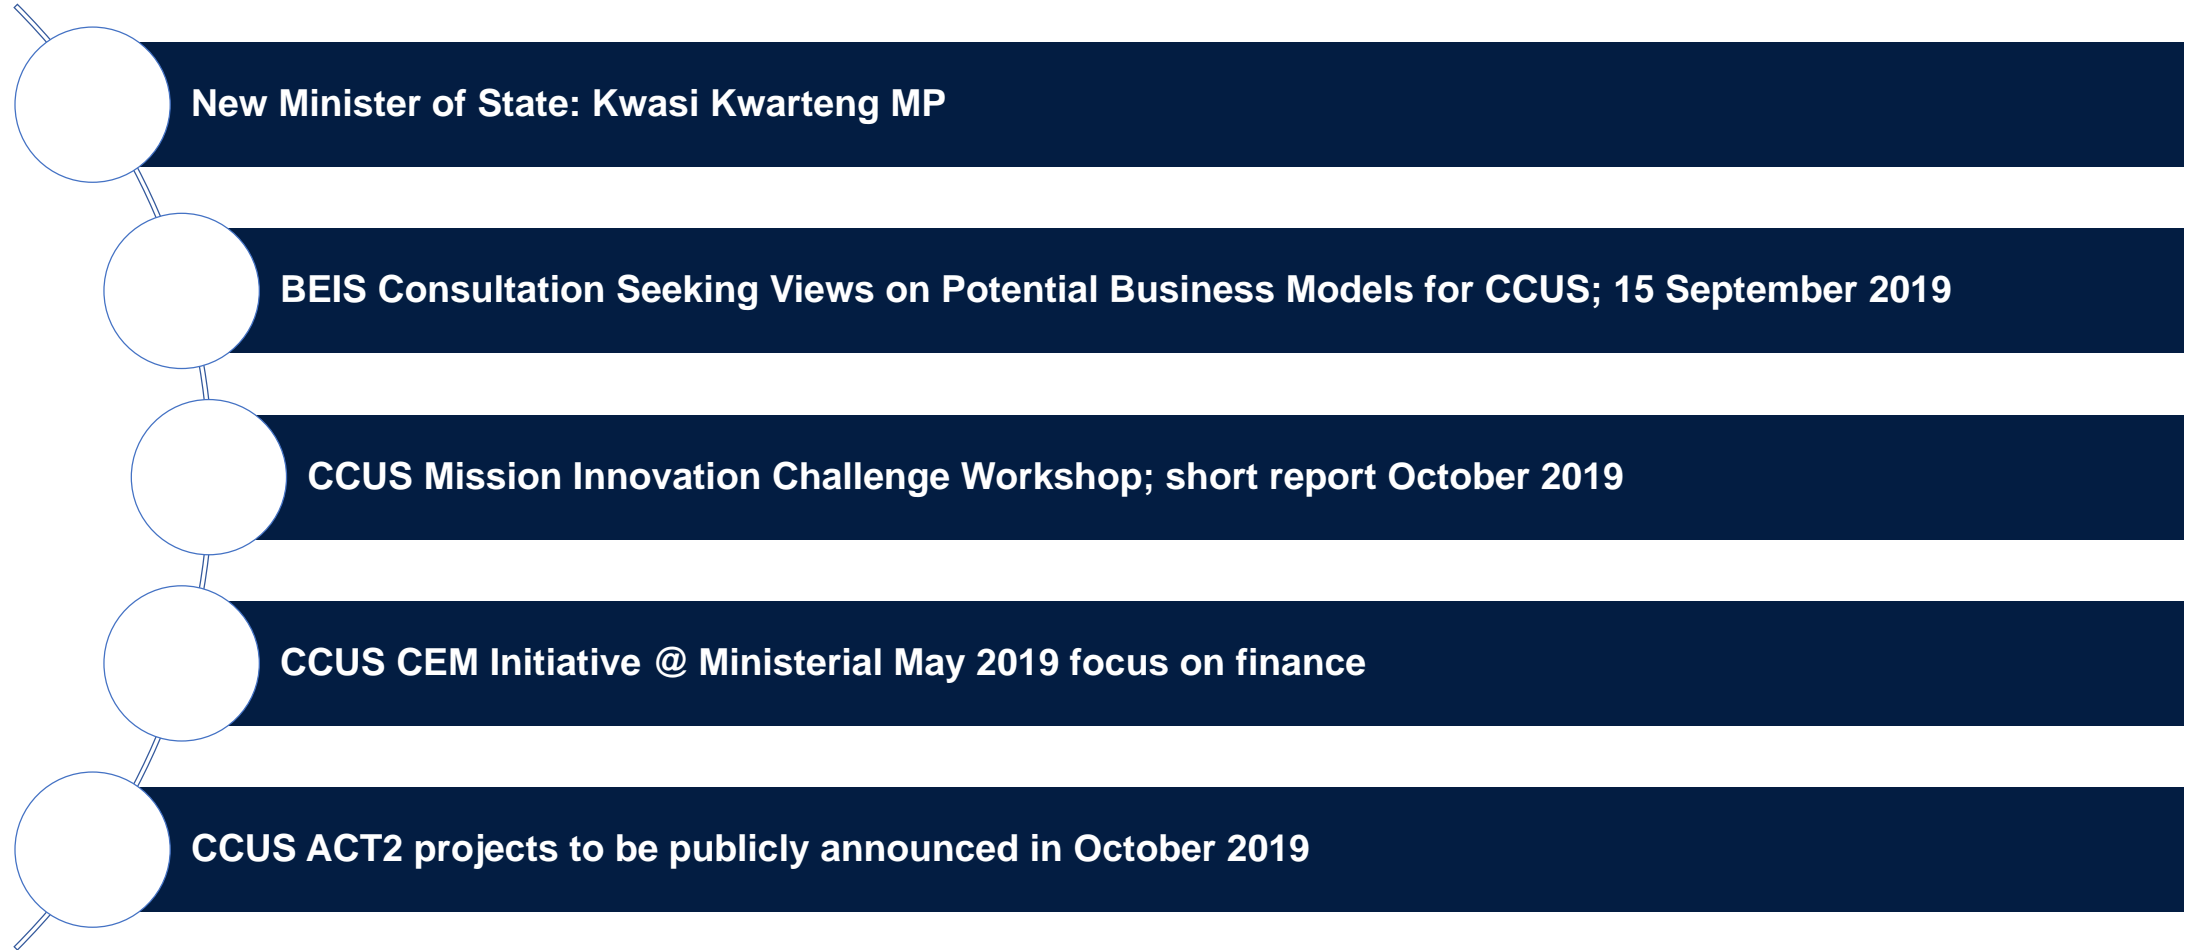 New Minister of State: Kwasi Kwarteng MP
BEIS Consultation Seeking Views on Potential Business Models for CCUS; 15 September 2019
CCUS Mission Innovation Challenge Workshop; short report October 2019
CCUS CEM Initiative @ Ministerial May 2019 focus on finance
CCUS ACT2 projects to be publicly announced in October 2019